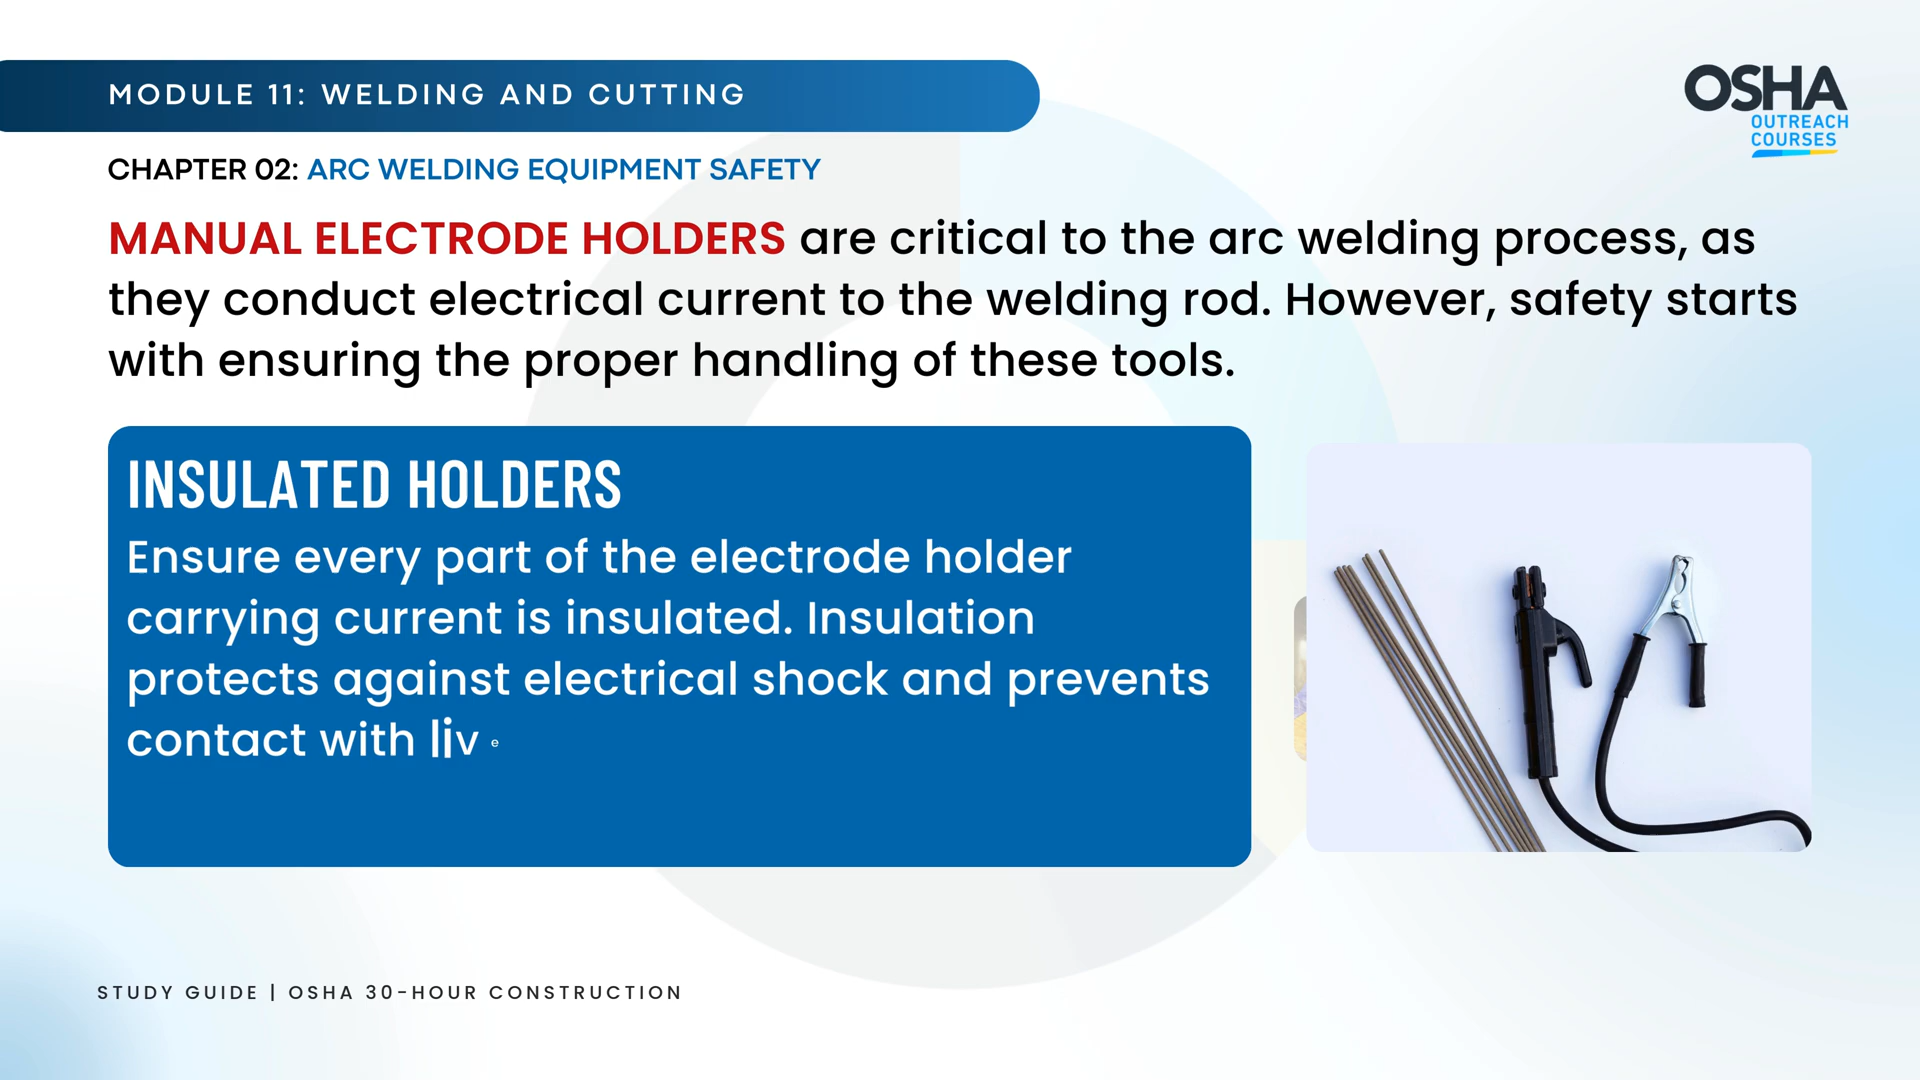 MODULE 11: WELDING AND CUTTING
OSHA
OUTREACH
COURSES
CHAPTER 02: ARC WELDING EQUIPMENT SAFETY
MANUAL ELECTRODE HOLDERS are critical to the arc welding process, as
they conduct electrical current to the welding rod. However, safety starts
with ensuring the proper handling of these tools.
INSULATED HOLDERS
Ensure every part of the electrode holder
carrying current is insulated. Insulation
protects against electrical shock and prevents
contact with live
STUDY GUIDE | OSHA 30-HOUR CONSTRUCTION